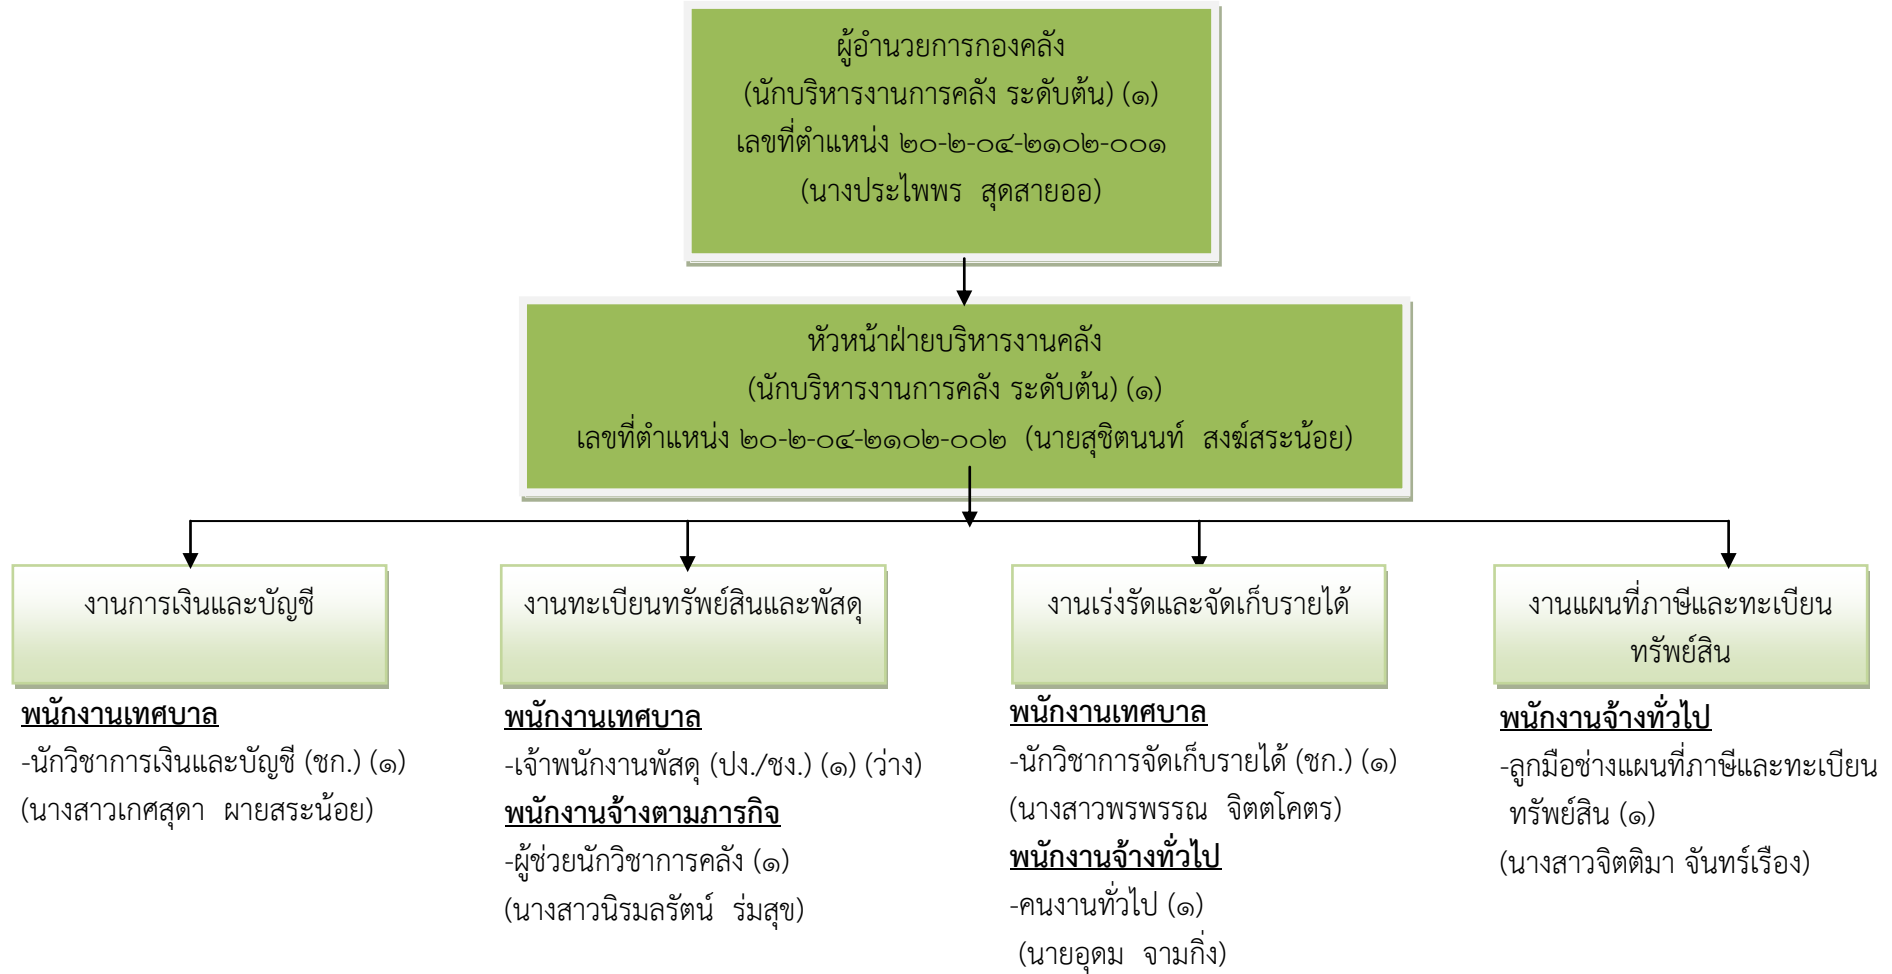 ผู้อำนวยการกองคลัง
(นักบริหารงานการคลัง ระดับต้น) (๑)
เลขที่ตำแหน่ง ๒๐-๒-๐๔-๒๑๐๒-๐๐๑
(นางประไพพร สุดสายออ)
หัวหน้าฝ่ายบริหารงานคลัง
(นักบริหารงานการคลัง ระดับต้น) (๑)
เลขที่ตำแหน่ง ๒๐-๒-๐๔-๒๑๐๒-๐๐๒ (นายสุชิตนนท์ สงฆ์สระน้อย)
งานการเงินและบัญชี
พนักงานเทศบาล
-นักวิชาการเงินและบัญชี (ชก.) (๑)
(นางสาวเกศสุดา ผายสระน้อย)
งานทะเบียนทรัพย์สินและพัสดุ
พนักงานเทศบาล
-เจ้าพนักงานพัสดุ (ปง./ชง.) (๑) (ว่าง)
พนักงานจ้างตามภารกิจ
-ผู้ช่วยนักวิชาการคลัง (๑)
(นางสาวนิรมลรัตน์ ร่มสุข)
งานเร่งรัดและจัดเก็บรายได้
พนักงานเทศบาล
-นักวิชาการจัดเก็บรายได้ (ชก.) (๑)
(นางสาวพรพรรณ จิตตโคตร)
พนักงานจ้างทั่วไป
-คนงานทั่วไป (๑)
(นายอุดม จามกิ่ง)
งานแผนที่ภาษีและทะเบียน
ทรัพย์สิน
พนักงานจ้างทั่วไป
-ลูกมือช่างแผนที่ภาษีและทะเบียน
ทรัพย์สิน (๑)
(นางสาวจิตติมา จันทร์เรือง)